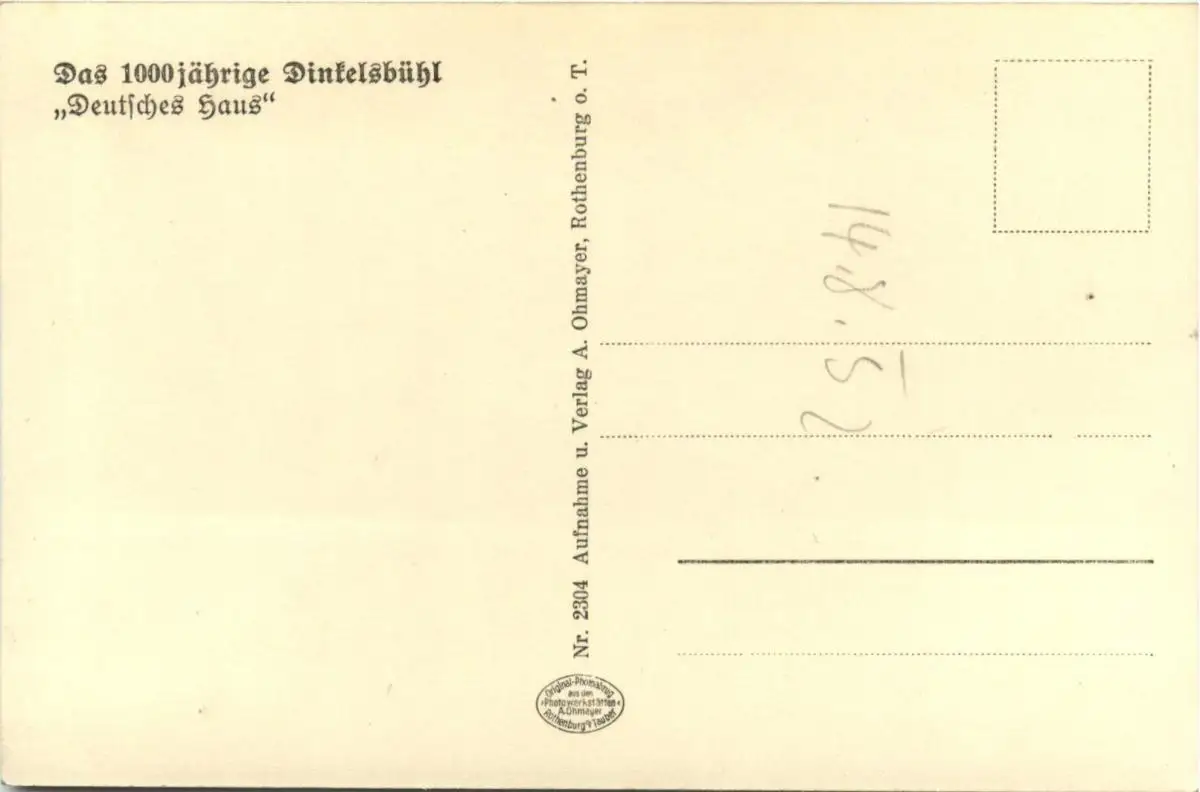 Das 1000jährige Dinkelsbühl
„Deutsches Haus“
Nr. 2304 Aufnahme u. Verlag A. Ohmayer, Rothenburg o. T.
14.8.52
Original-Photoabzug
aus den
Photowerkstätten
A. Ohmayer
Rothenburg o/Tauber